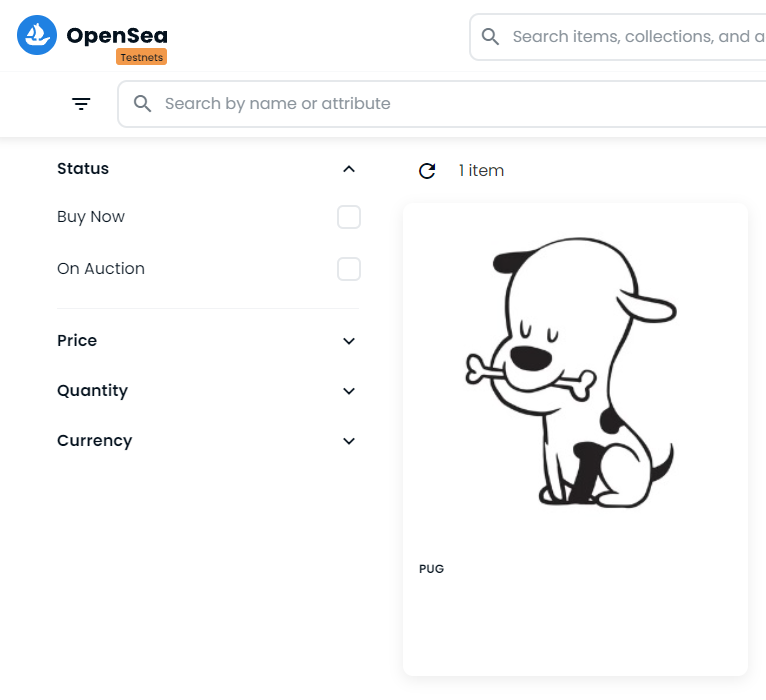 OpenSea
Testnets
Search items, collections, and a
Search by name or attribute
Status
Buy Now
On Auction
Price
Quantity
Currency
1 item
PUG